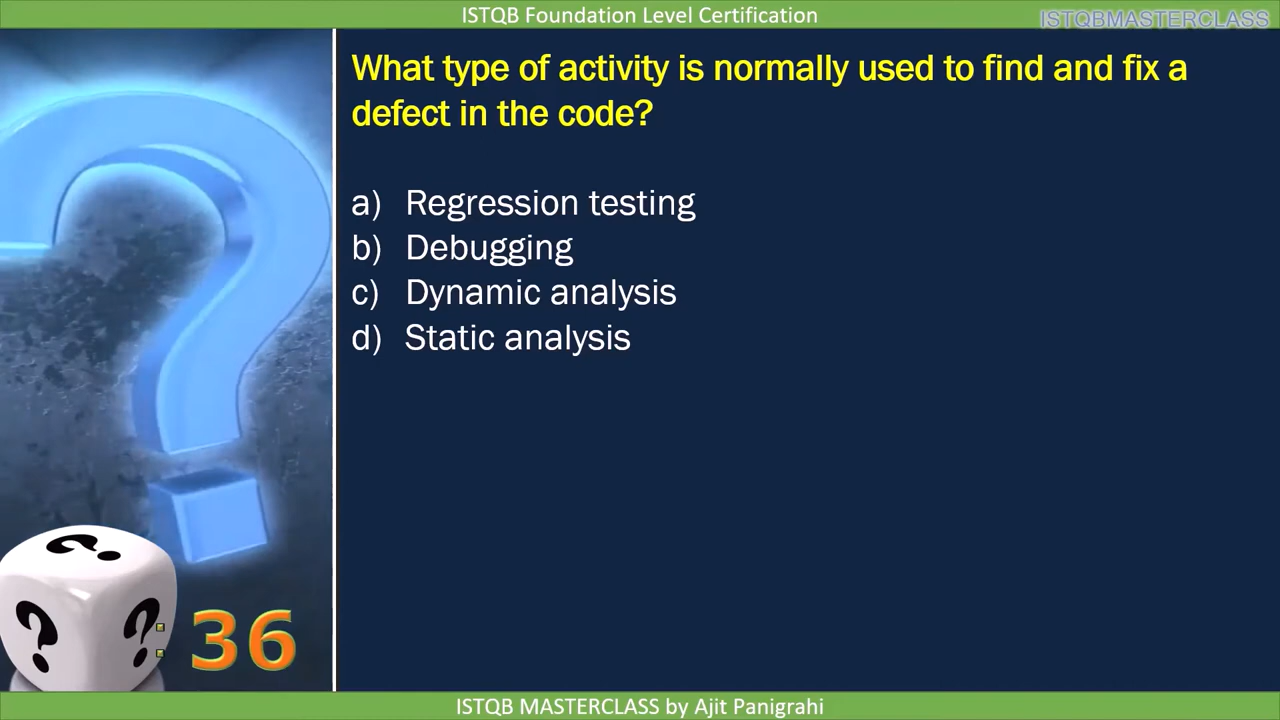 ISTQB Foundation Level Certification
ISTQBMASTERCLASS
What type of activity is normally used to find and fix a
defect in the code?
a) Regression testing
b) Debugging
c) Dynamic analysis
d) Static analysis
? ? ?
: 36
ISTQB MASTERCLASS by Ajit Panigrahi